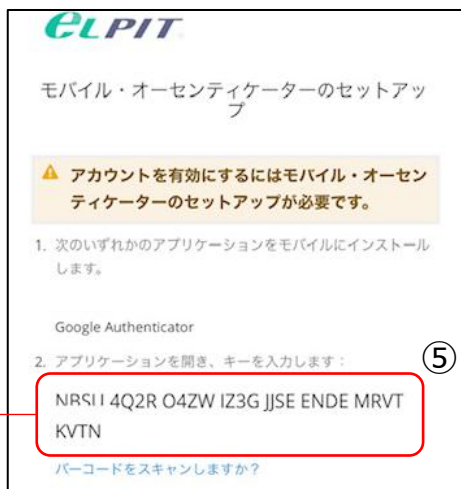 ELPIT
モバイル・オーセンティケーターのセットアッ
プ
アカウントを有効にするにはモバイル・オーセン
ティケーターのセットアップが必要です。
1. 次のいずれかのアプリケーションをモバイルにインストール
します。
Google Authenticator
2. アプリケーションを開き、キーを入力します：
⑤
NBSU 4Q2R O4ZW IZ3G JJSE ENDE MRVT
KVTN
バーコードをスキャンしますか？